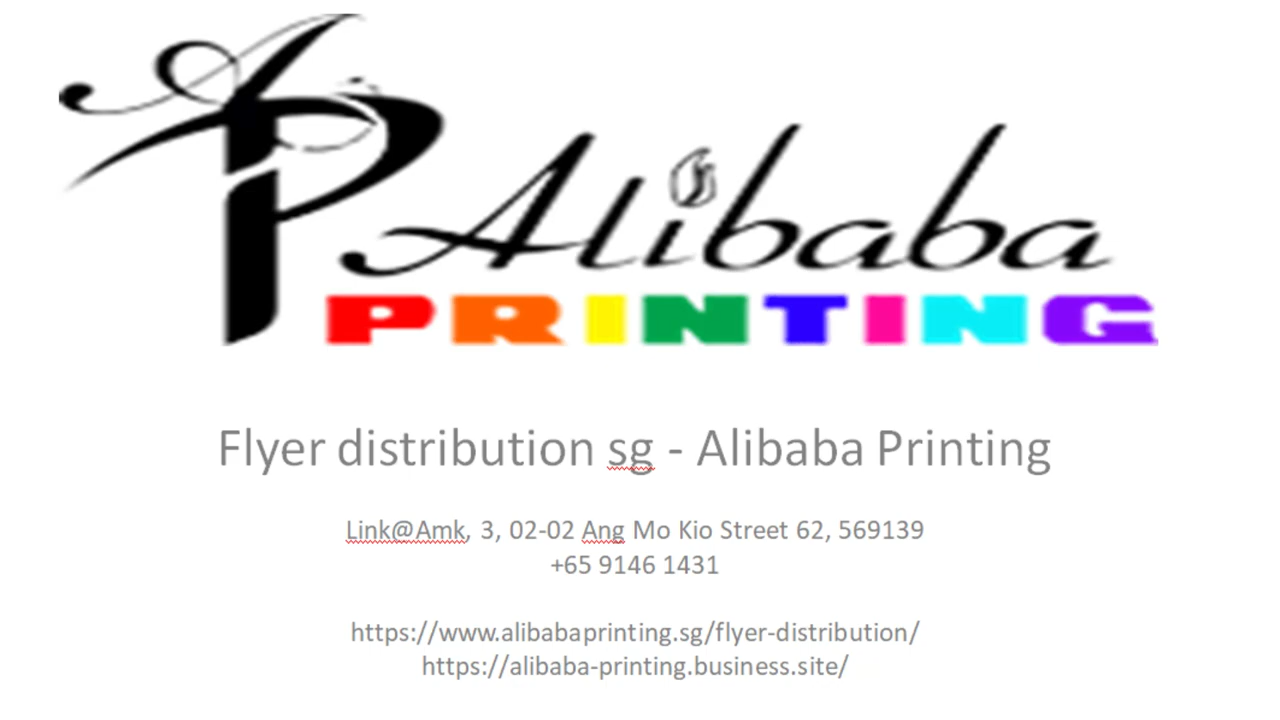 AP Alibaba
PRINTING
Flyer distribution sg - Alibaba Printing
Link@Amk, 3, 02-02 Ang Mo Kio Street 62, 569139
+65 9146 1431
https://www.alibabaprinting.sg/flyer-distribution/
https://alibaba-printing.business.site/